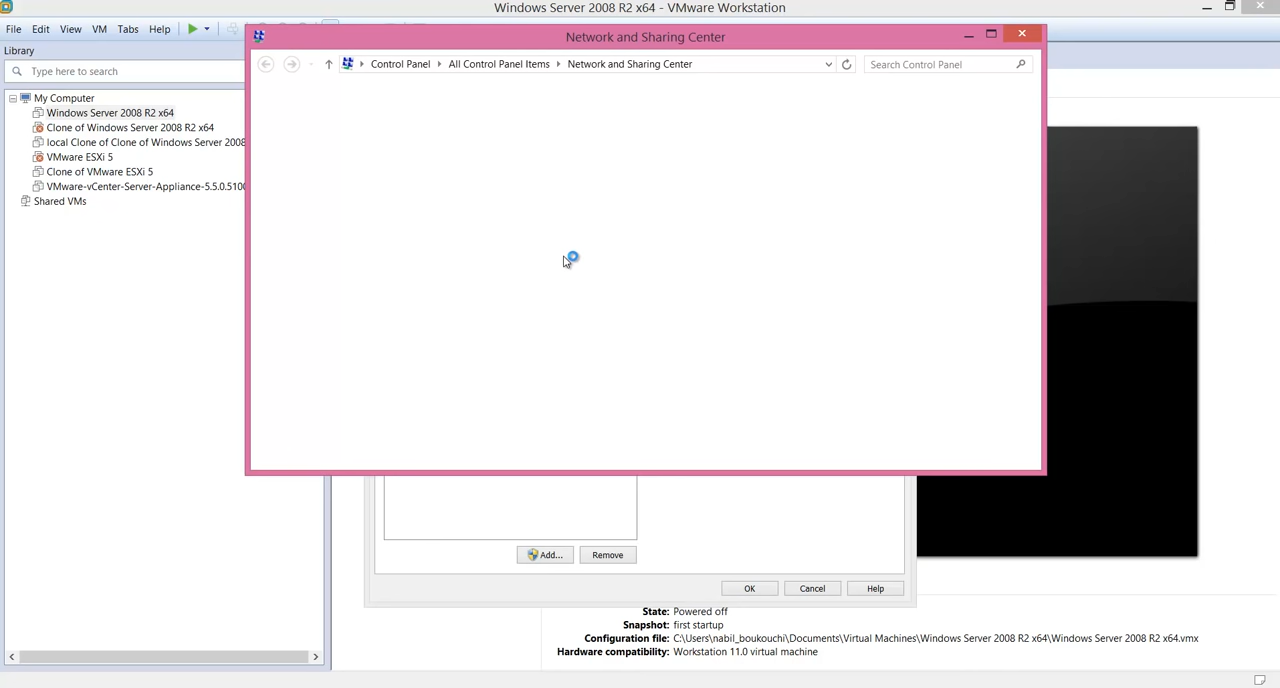 Windows Server 2008 R2 x64 - VMware Workstation
File Edit View VM Tabs Help
Network and Sharing Center
Library
Type here to search
Control Panel All Control Panel Items Network and Sharing Center
Search Control Panel
My Computer
Windows Server 2008 R2 x64
Clone of Windows Server 2008 R2 x64
local Clone of Clone of Windows Server 2008
VMware ESXi 5
Clone of VMware ESXi 5
VMware-vCenter-Server-Appliance-5.5.0.5100
Shared VMs
Add... Remove
OK Cancel Help
State: Powered off
Snapshot: first startup
Configuration file: C:\Users\nabil_boukouchi\Documents\Virtual Machines\Windows Server 2008 R2 x64\Windows Server 2008 R2 x64.vmx
Hardware compatibility: Workstation 11.0 virtual machine